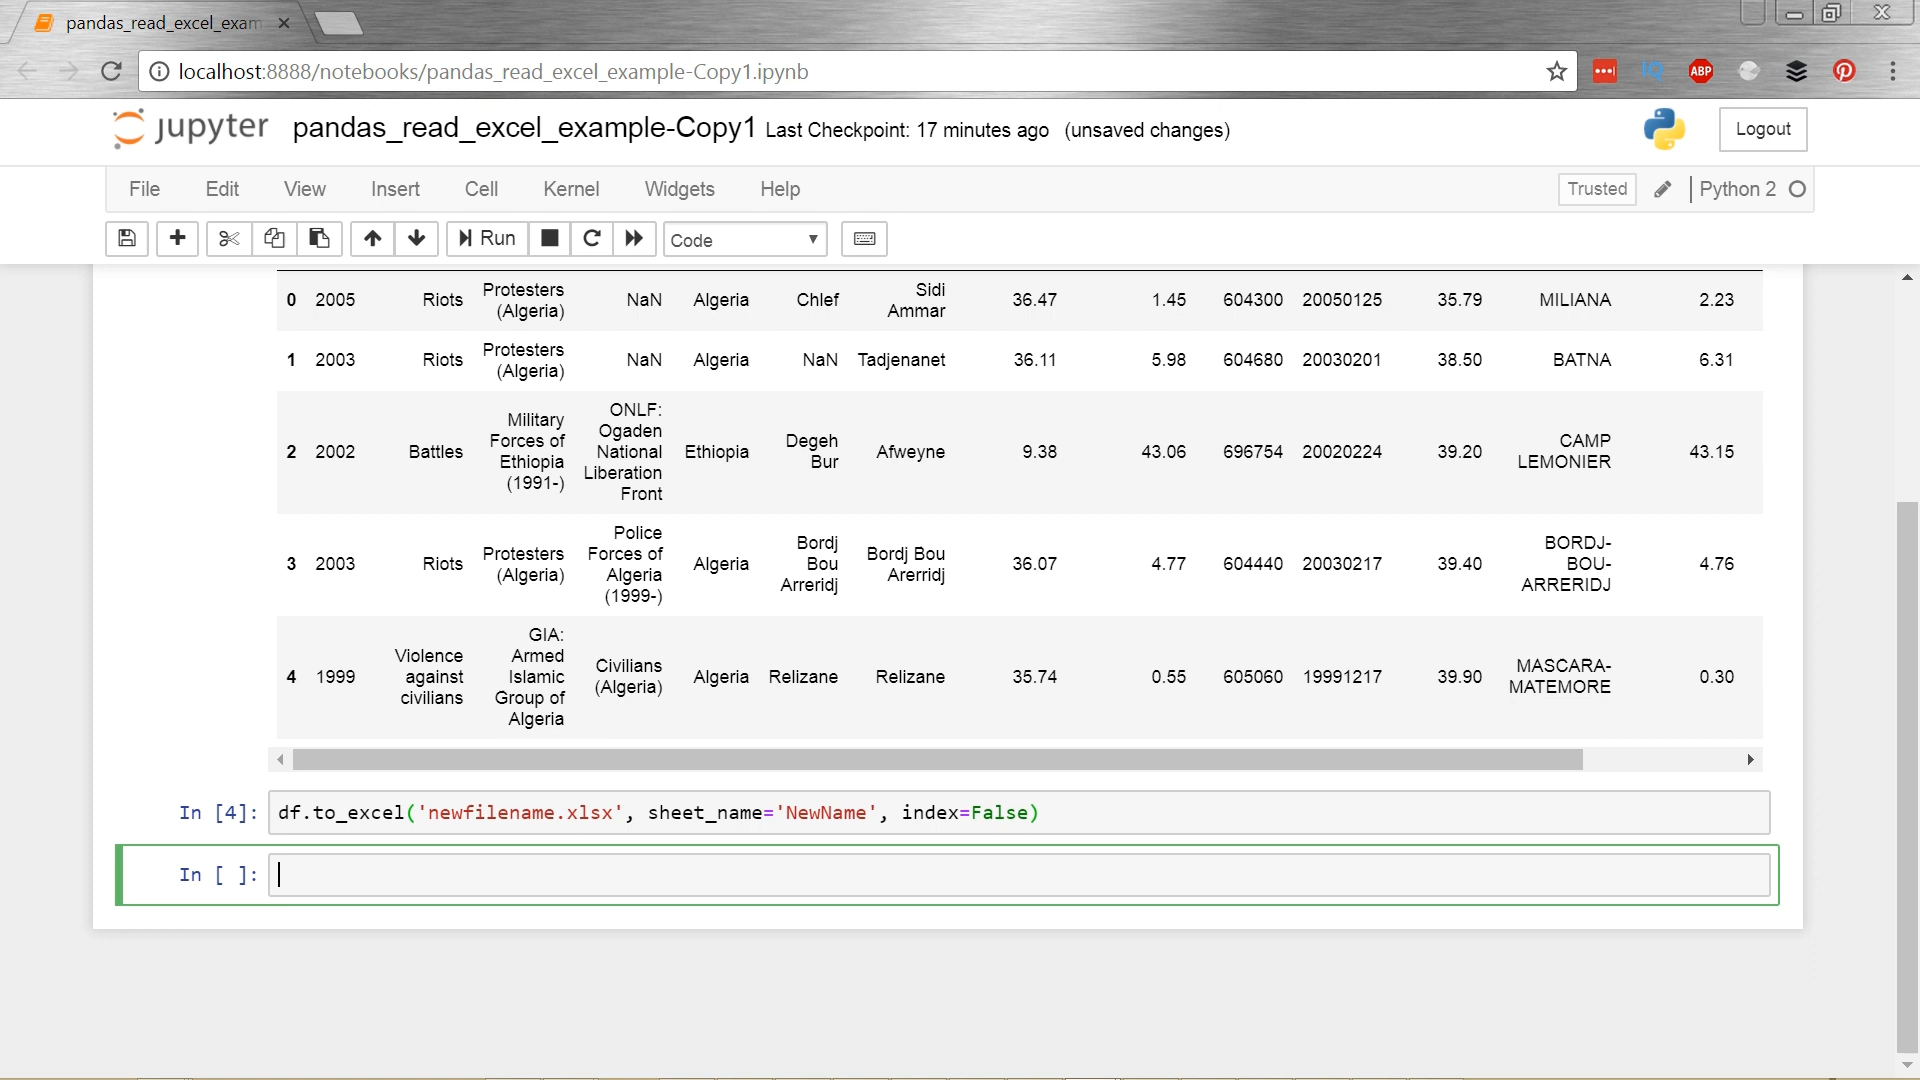 pandas_read_excel_exam
localhost:8888/notebooks/pandas_read_excel_example-Copy1.ipynb
ABP
jupyter pandas_read_excel_example-Copy1 Last Checkpoint: 17 minutes ago (unsaved changes)
Logout
File Edit View Insert Cell Kernel Widgets Help
Trusted Python 2
Run Code
0 2005 Riots Protesters (Algeria) NaN Algeria Chlef Sidi Ammar 36.47 1.45 604300 20050125 35.79 MILIANA 2.23
1 2003 Riots Protesters (Algeria) NaN Algeria NaN Tadjenanet 36.11 5.98 604680 20030201 38.50 BATNA 6.31
2 2002 Battles Military Forces of Ethiopia (1991-) ONLF: Ogaden National Liberation Front Ethiopia Degeh Bur Afweyne 9.38 43.06 696754 20020224 39.20 CAMP LEMONIER 43.15
3 2003 Riots Protesters (Algeria) Police Forces of Algeria (1999-) Algeria Bordj Bou Arreridj Bordj Bou Arerridj 36.07 4.77 604440 20030217 39.40 BORDJ-BOU-ARRERIDJ 4.76
4 1999 Violence against civilians GIA: Armed Islamic Group of Algeria Civilians (Algeria) Algeria Relizane Relizane 35.74 0.55 605060 19991217 39.90 MASCARA-MATEMORE 0.30
In [4]: df.to_excel('newfilename.xlsx', sheet_name='NewName', index=False)
In [ ]: